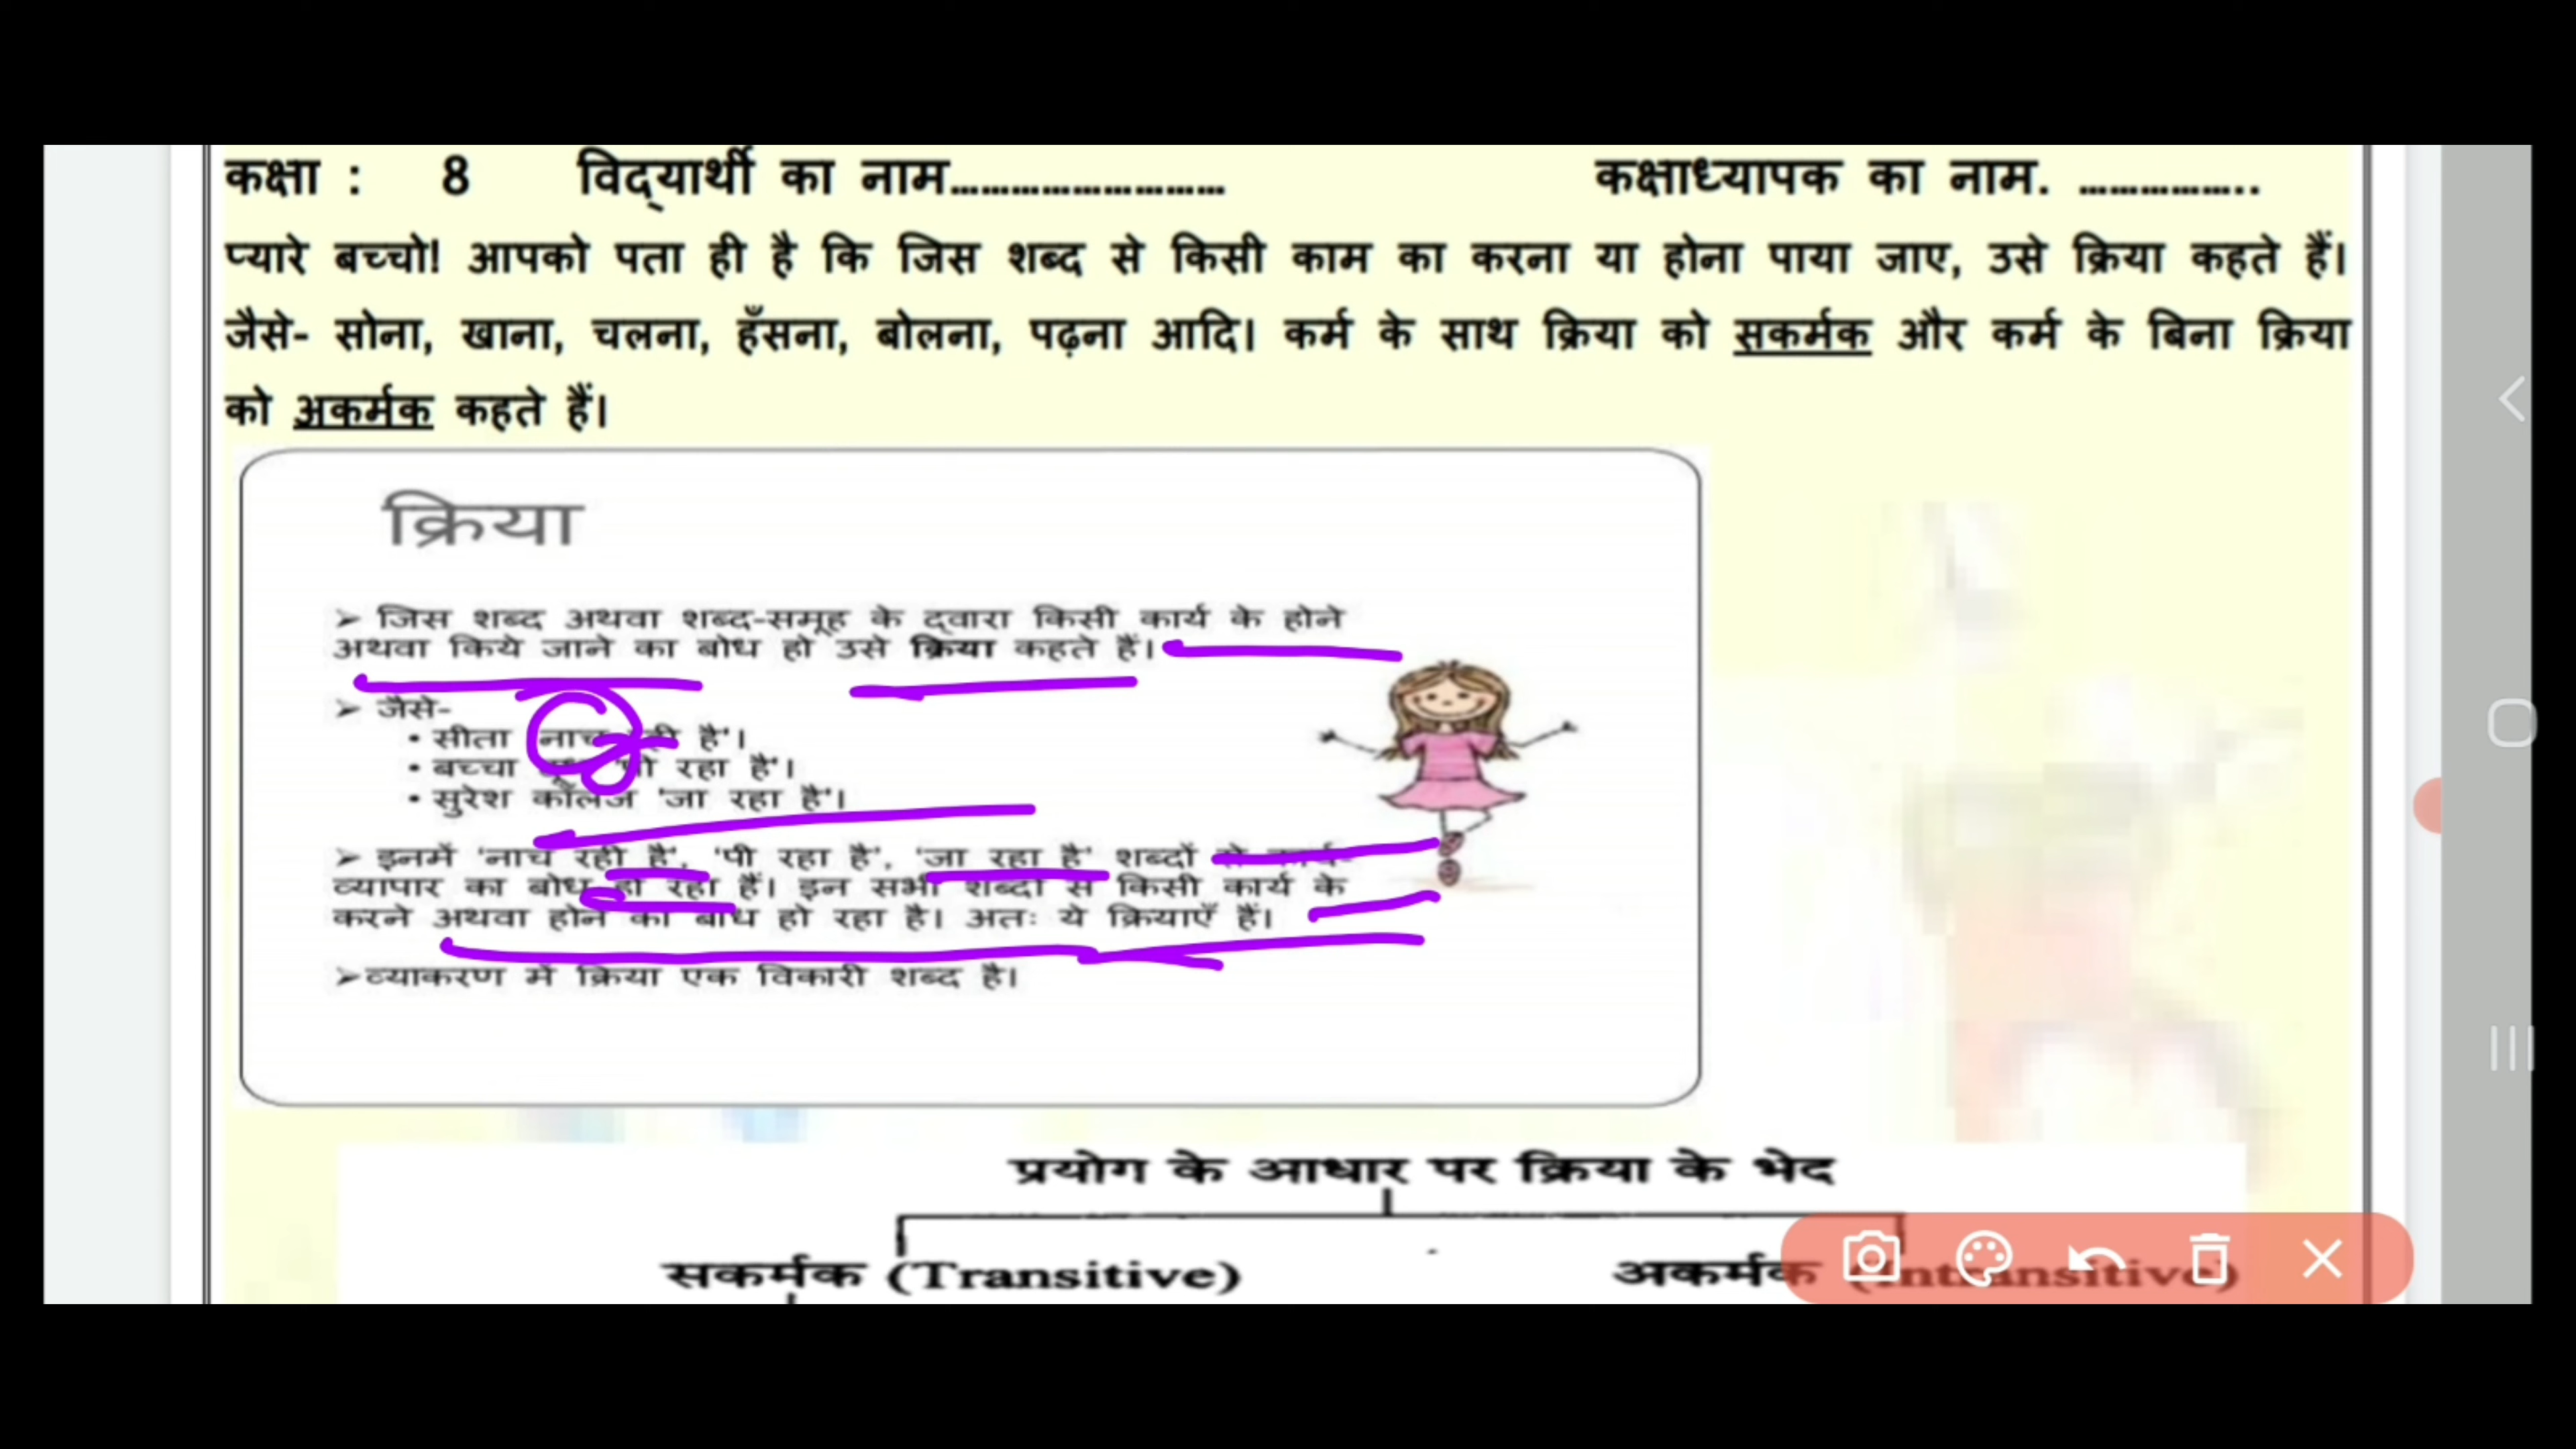 कक्षा : 8 विद्यार्थी का नाम........................ कक्षाध्यापक का नाम. ................
प्यारे बच्चो! आपको पता ही है कि जिस शब्द से किसी काम का करना या होना पाया जाए, उसे क्रिया कहते हैं।
जैसे- सोना, खाना, चलना, हँसना, बोलना, पढ़ना आदि। कर्म के साथ क्रिया को सकर्मक और कर्म के बिना क्रिया
को अकर्मक कहते हैं।
क्रिया
➢ जिस शब्द अथवा शब्द-समूह के द्वारा किसी कार्य के होने
अथवा किये जाने का बोध हो उसे क्रिया कहते हैं।
➢ जैसे-
• सीता नाच रही है'।
• बच्चा 'पी रहा है'।
• सुरेश कॉलेज 'जा रहा है'।
➢ इनमें 'नाच रही है', 'पी रहा है', 'जा रहा है' शब्दों से कार्य-
व्यापार का बोध हो रहा हैं। इन सभी शब्दों से किसी कार्य के
करने अथवा होने का बोध हो रहा है। अतः ये क्रियाएँ हैं।
➢व्याकरण में क्रिया एक विकारी शब्द है।
प्रयोग के आधार पर क्रिया के भेद
सकर्मक (Transitive) अकर्मक (Intransitive)